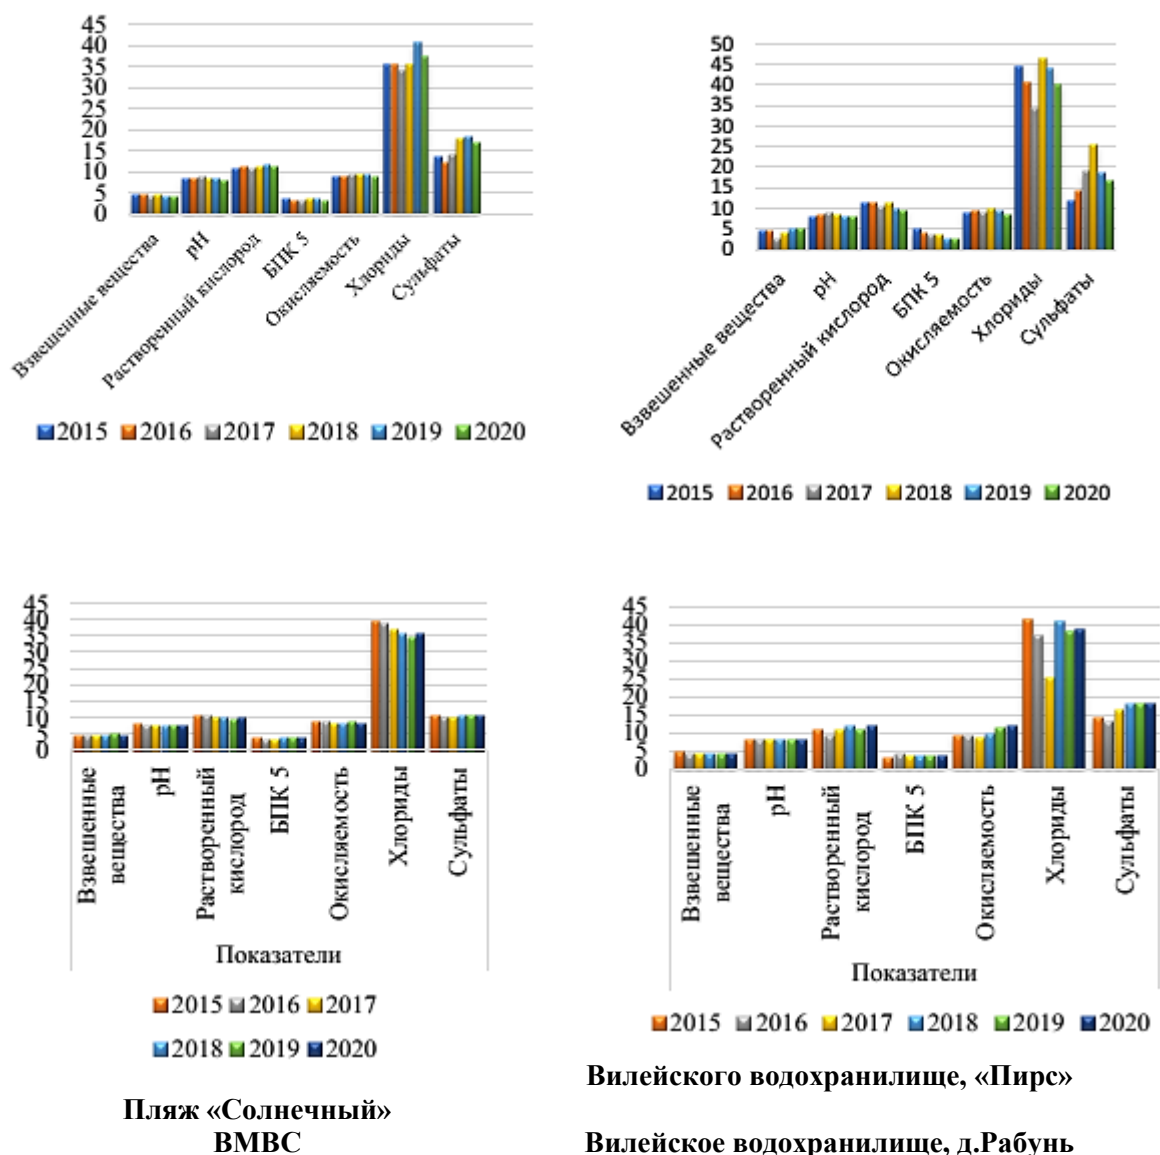 45
40
35
30
25
20
15
10
5
0
Взвешенные вещества
pH
Растворенный кислород
БПК 5
Окисляемость
Хлориды
Сульфаты
2015 2016 2017 2018 2019 2020
50
45
40
35
30
25
20
15
10
5
0
Взвешенные вещества
pH
Растворенный кислород
БПК 5
Окисляемость
Хлориды
Сульфаты
2015 2016 2017 2018 2019 2020
45
40
35
30
25
20
15
10
5
0
Взвешенные
вещества
pH
Растворенный
кислород
БПК 5
Окисляемость
Хлориды
Сульфаты
Показатели
2015 2016 2017
2018 2019 2020
45
40
35
30
25
20
15
10
5
0
Взвешенные
вещества
pH
Растворенный
кислород
БПК 5
Окисляемость
Хлориды
Сульфаты
Показатели
2015 2016 2017 2018 2019 2020
Вилейского водохранилище, «Пирс»
Пляж «Солнечный»
ВМВС
Вилейское водохранилище, д.Рабунь